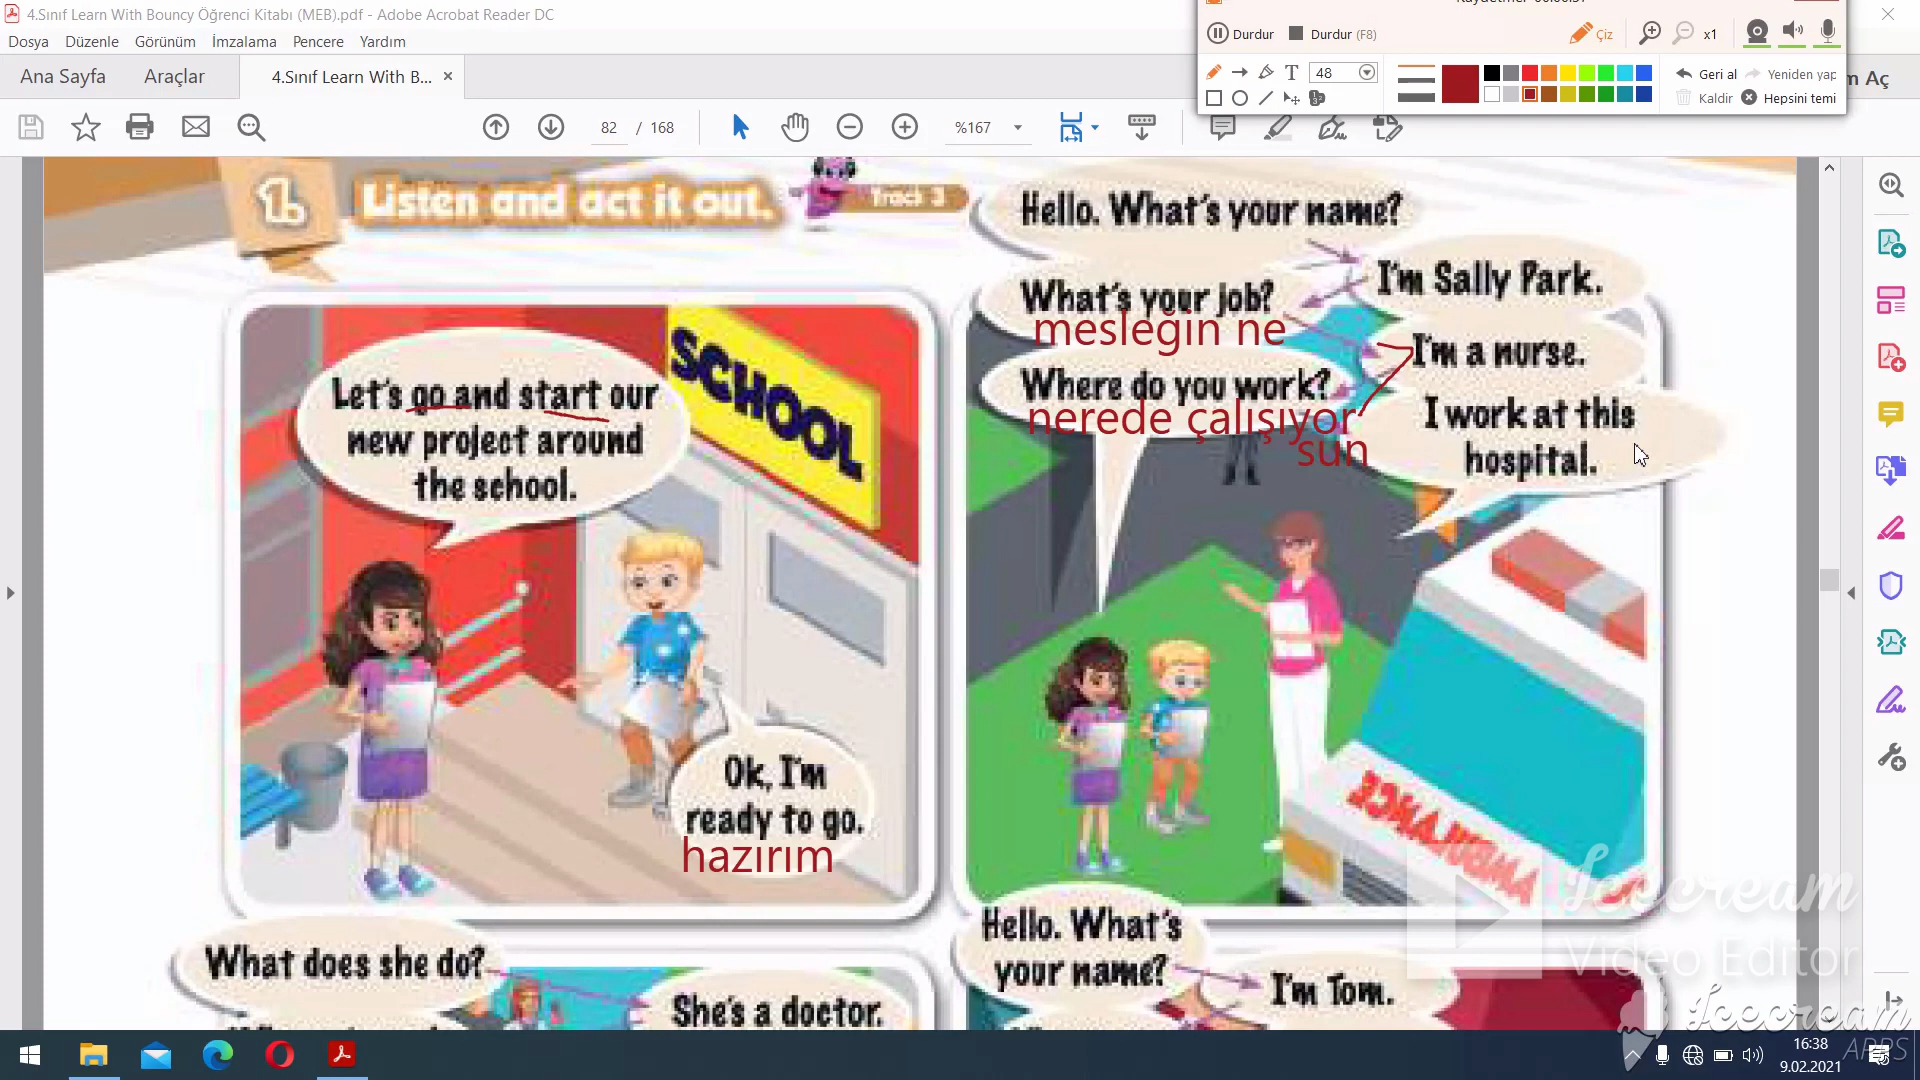 4.Sınıf Learn With Bouncy Öğrenci Kitabı (MEB).pdf - Adobe Acrobat Reader DC
Dosya Düzenle Görünüm İmzalama Pencere Yardım
Ana Sayfa Araçlar 4.Sınıf Learn With B...
82 / 168 %167
Durdur Durdur (F8) Çiz x1
T 48 Geri al Yeniden yap
Kaldır Hepsini temi
m Aç
1. Listen and act it out. Track 3
Let's go and start our
new project around
the school.
SCHOOL
Ok, I'm
ready to go.
hazırım
Hello. What's your name?
I'm Sally Park.
What's your job?
mesleğin ne
I'm a nurse.
Where do you work?
nerede çalışıyor
sun
I work at this
hospital.
AMBULANCE
What does she do?
She's a doctor.
Hello. What's
your name?
I'm Tom.
Icecream
Video Editor
Icecream
APPS
16:38
9.02.2021